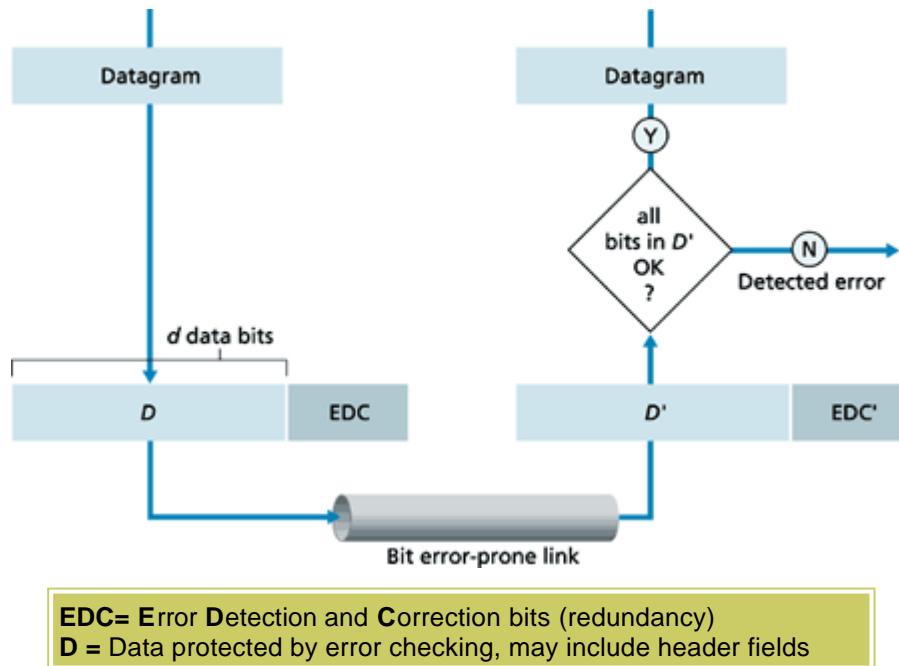 Datagram
d data bits
D
EDC
Bit error-prone link
Datagram
Y
all
bits in D'
OK
?
N
Detected error
D'
EDC'
EDC= Error Detection and Correction bits (redundancy)
D = Data protected by error checking, may include header fields